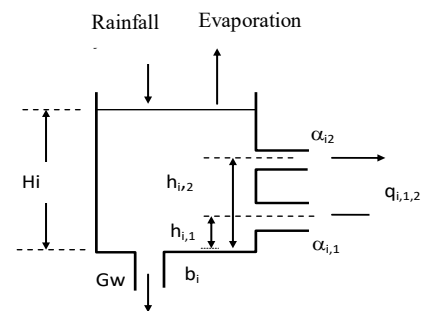 Rainfall Evaporation
αi2
Hi
hi,2
qi,1,2
hi,1
αi,1
Gw
bi